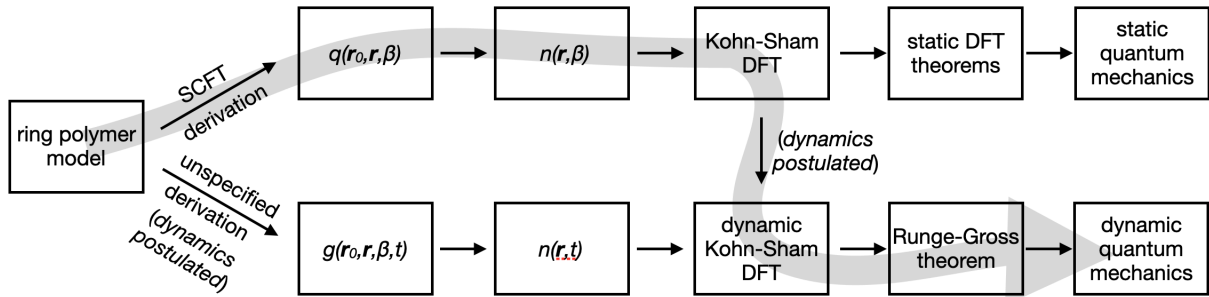 ring polymer
model
SCFT
derivation
q(r₀,r,β)
n(r,β)
Kohn-Sham
DFT
static DFT
theorems
static
quantum
mechanics
(dynamics
postulated)
unspecified
derivation
(dynamics
postulated)
g(r₀,r,β,t)
n(r,t)
dynamic
Kohn-Sham
DFT
Runge-Gross
theorem
dynamic
quantum
mechanics